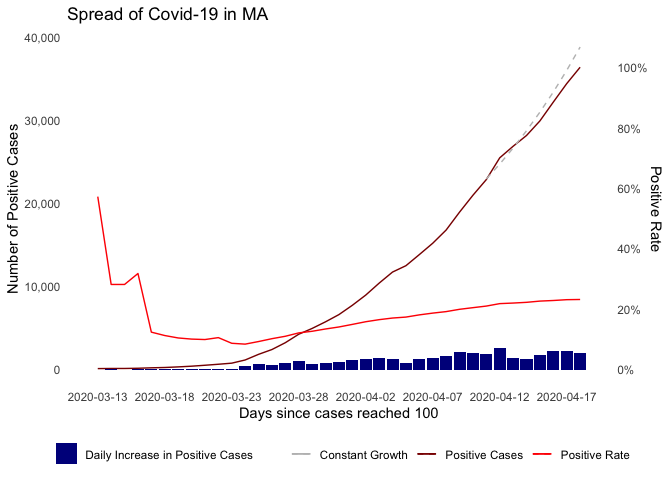 Spread of Covid-19 in MA
40,000
30,000
20,000
10,000
0
Number of Positive Cases
100%
80%
60%
40%
20%
0%
Positive Rate
2020-03-13 2020-03-18 2020-03-23 2020-03-28 2020-04-02 2020-04-07 2020-04-12 2020-04-17
Days since cases reached 100
Daily Increase in Positive Cases Constant Growth Positive Cases Positive Rate